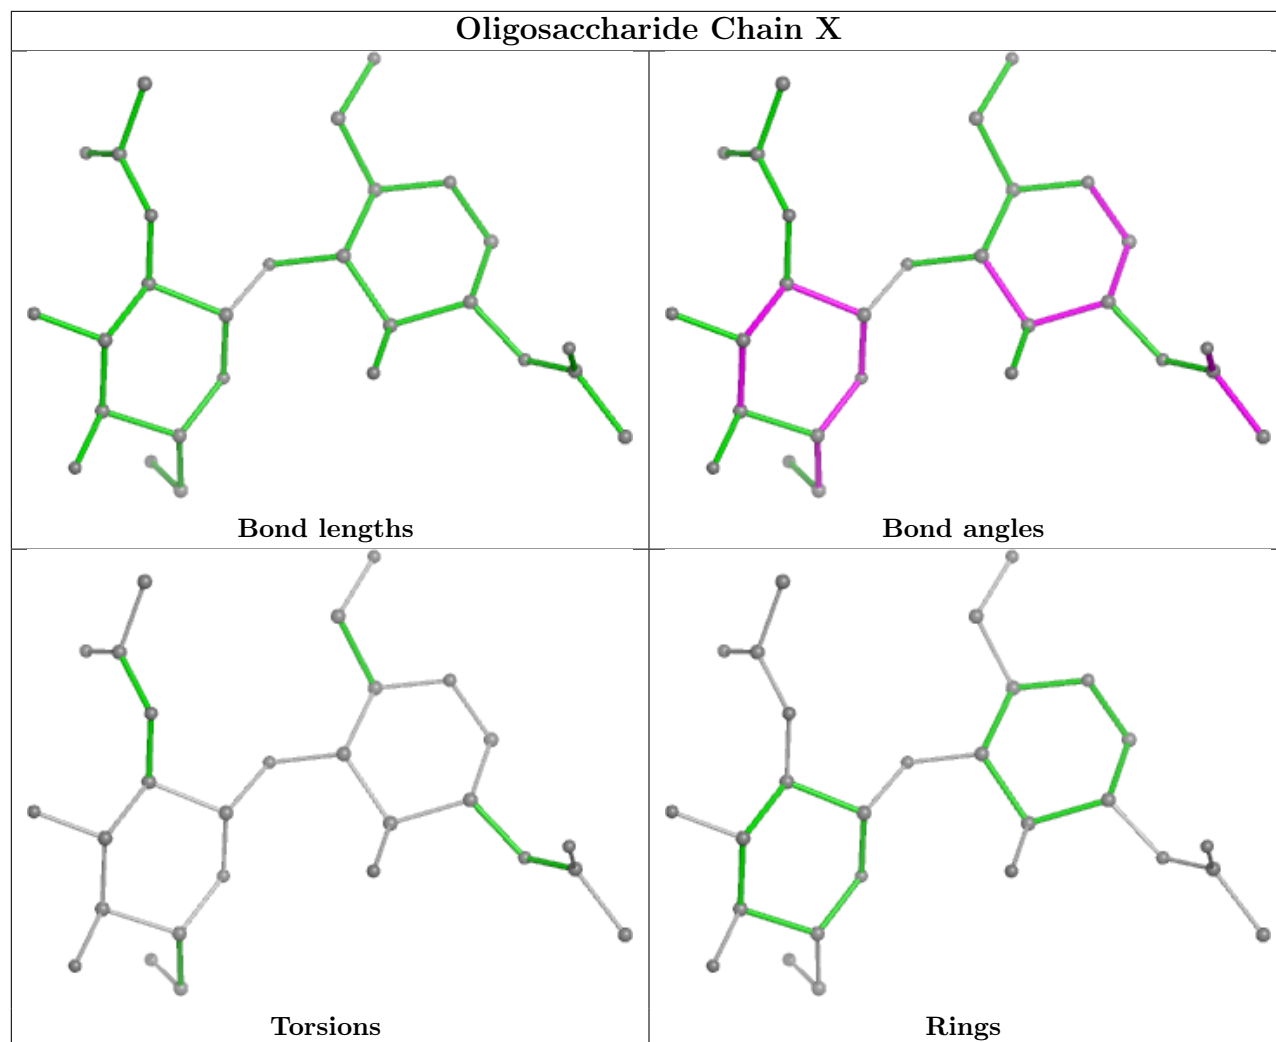 Oligosaccharide Chain X
Bond lengths
Bond angles
Torsions
Rings